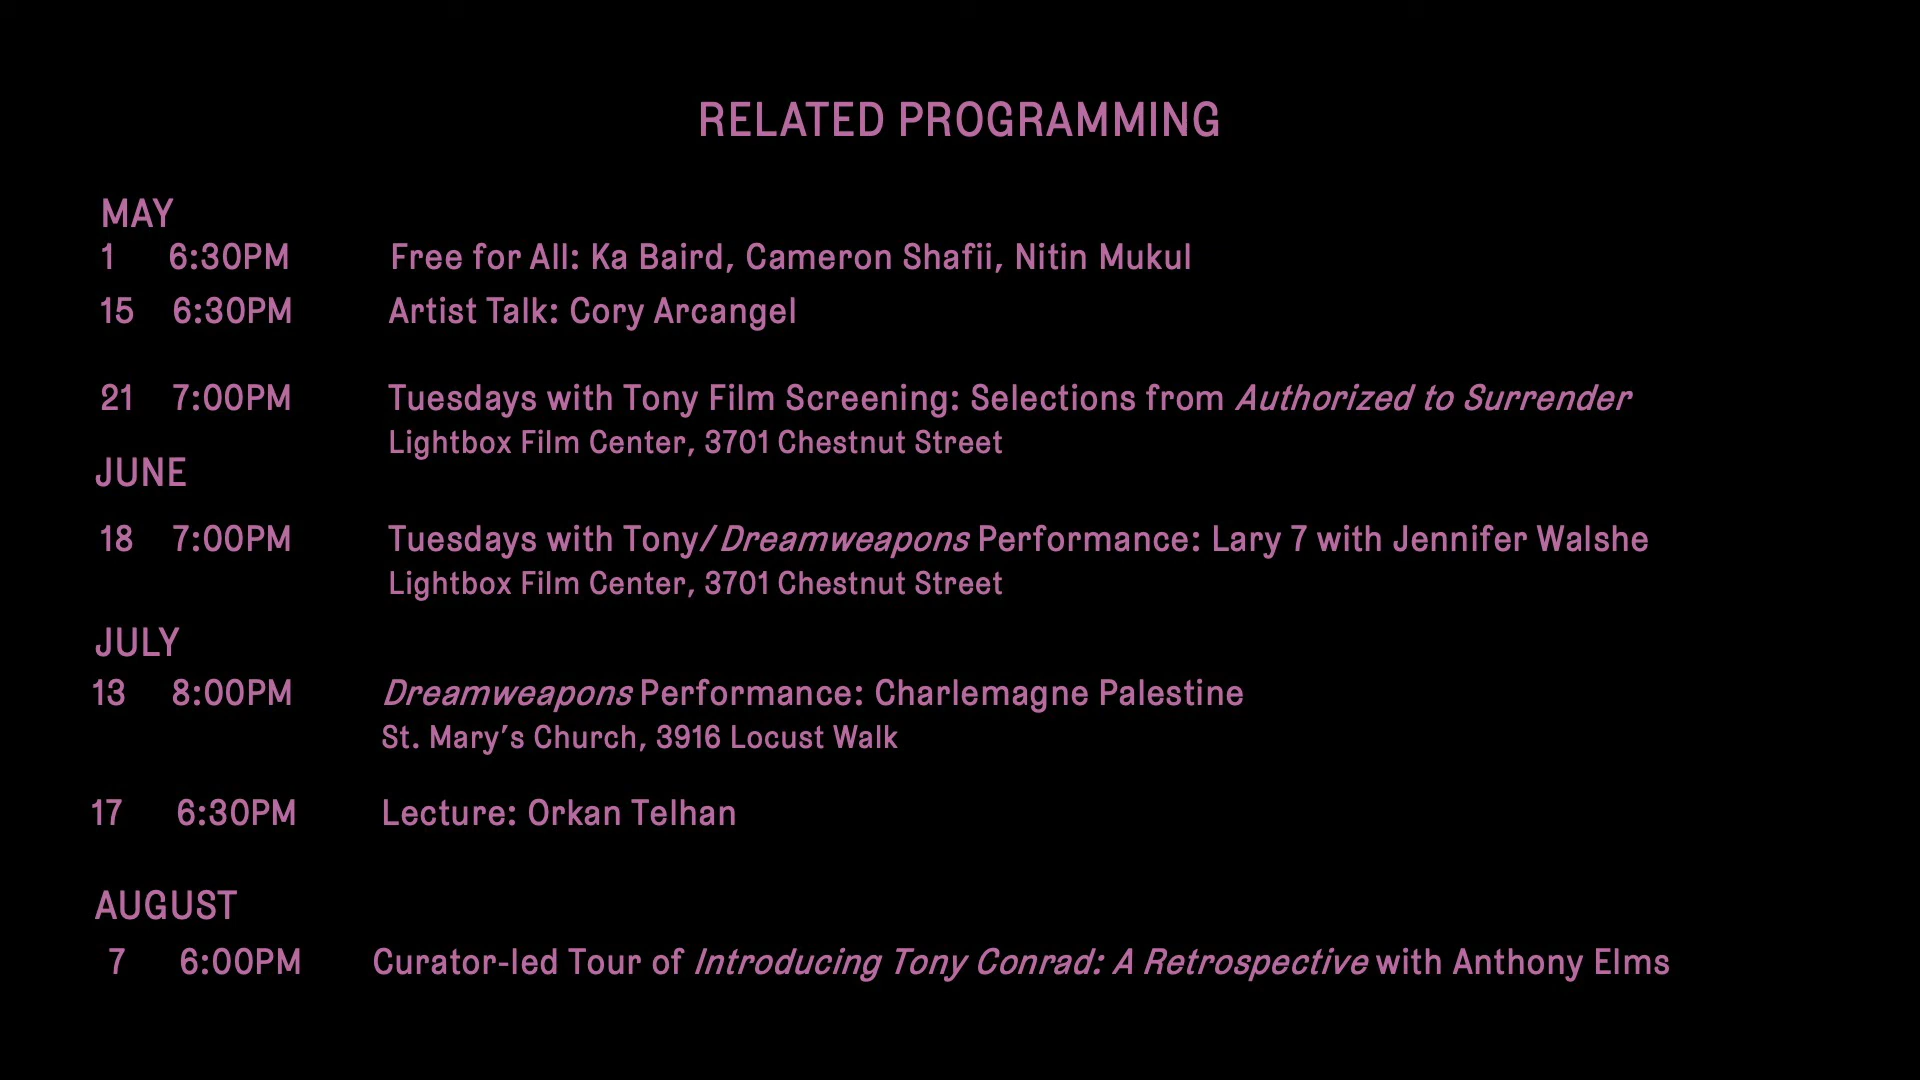 RELATED PROGRAMMING
MAY
1 6:30PM Free for All: Ka Baird, Cameron Shafii, Nitin Mukul
15 6:30PM Artist Talk: Cory Arcangel
21 7:00PM Tuesdays with Tony Film Screening: Selections from Authorized to Surrender
Lightbox Film Center, 3701 Chestnut Street
JUNE
18 7:00PM Tuesdays with Tony/Dreamweapons Performance: Lary 7 with Jennifer Walshe
Lightbox Film Center, 3701 Chestnut Street
JULY
13 8:00PM Dreamweapons Performance: Charlemagne Palestine
St. Mary’s Church, 3916 Locust Walk
17 6:30PM Lecture: Orkan Telhan
AUGUST
7 6:00PM Curator-led Tour of Introducing Tony Conrad: A Retrospective with Anthony Elms